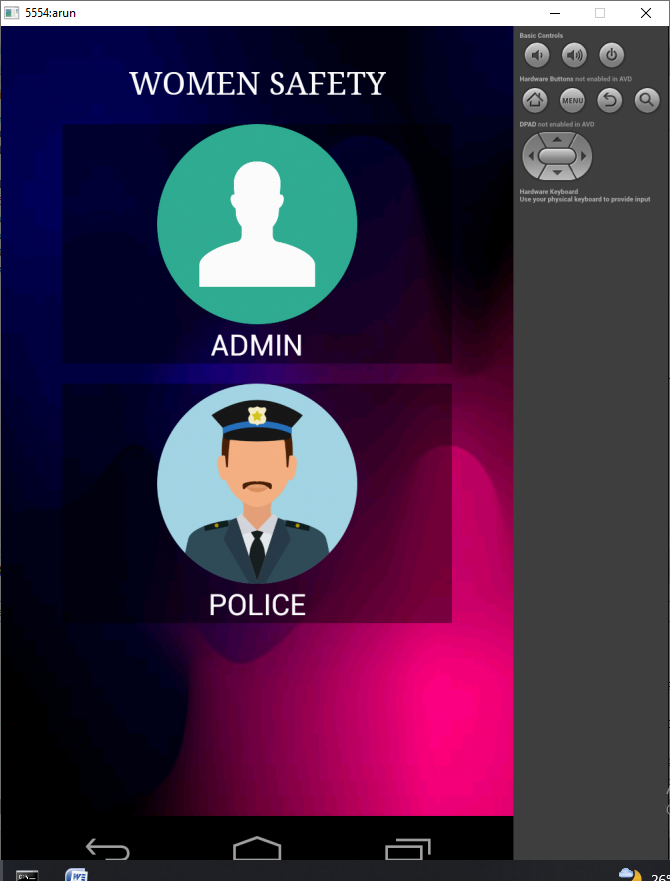 5554:arun
WOMEN SAFETY
ADMIN
POLICE
Basic Controls
Hardware Buttons not enabled in AVD
MENU
DPAD not enabled in AVD
Hardware Keyboard
Use your physical keyboard to provide input